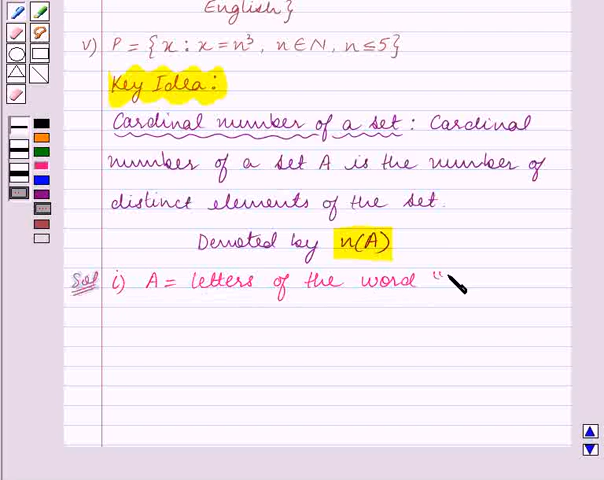 English}
v) P = {x : x = n³, n ∈ N, n ≤ 5}
Key Idea:
Cardinal number of a set : Cardinal
number of a set A is the number of
distinct elements of the set.
Denoted by n(A)
Sol i) A = letters of the word "